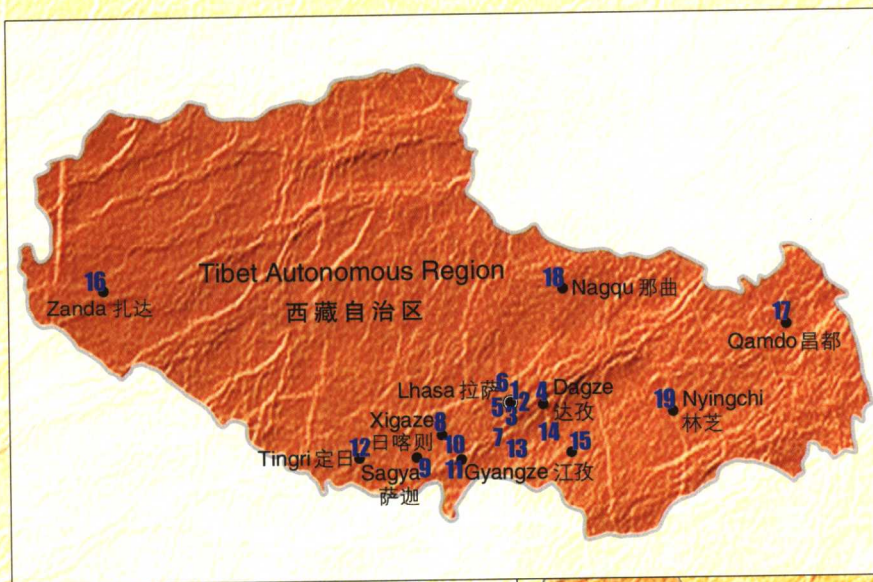 16
Zanda 扎达
Tibet Autonomous Region
西藏自治区
18
Nagqu 那曲
17
Qamdo 昌都
Lhasa 拉萨
6
1
5
2
3
4
Dagze
达孜
19
Nyingchi
林芝
Xigaze
8
日喀则
7
13
14
15
Tingri 定日
12
Sagya
9
萨迦
10
11
Gyangze 江孜